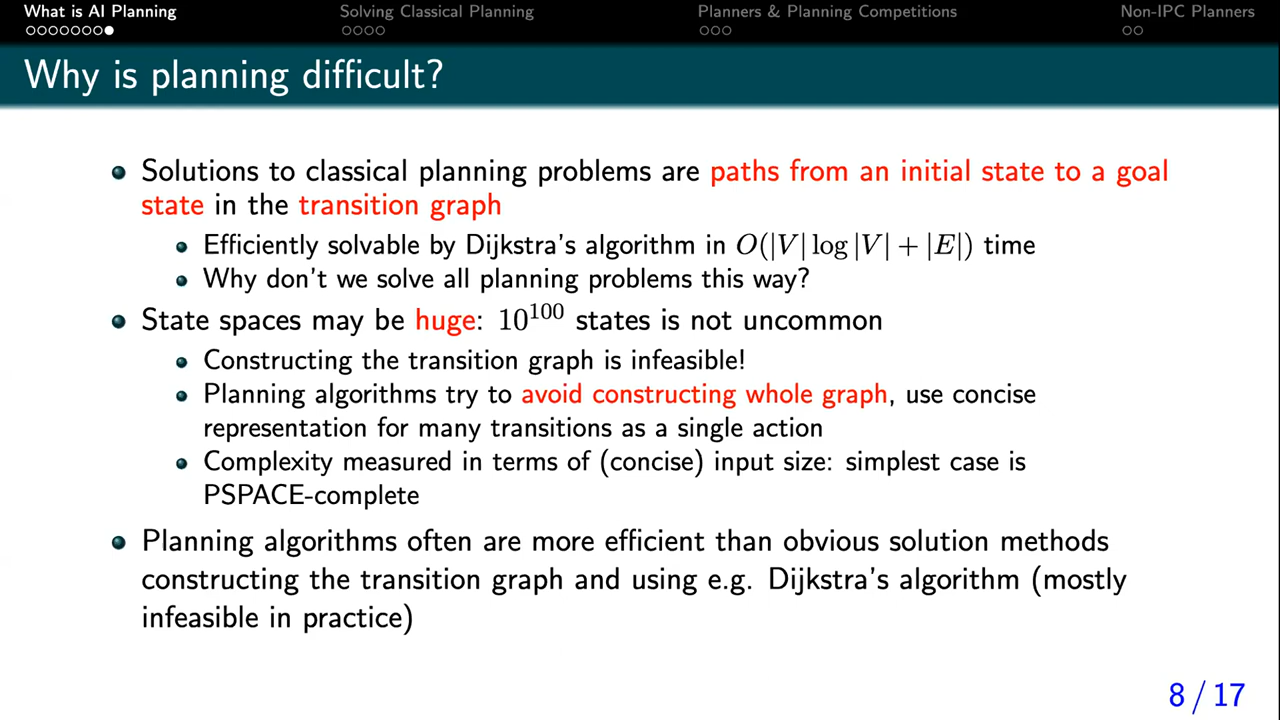 What is AI Planning Solving Classical Planning Planners & Planning Competitions Non-IPC Planners
Why is planning difficult?
Solutions to classical planning problems are paths from an initial state to a goal
state in the transition graph
Efficiently solvable by Dijkstra's algorithm in O(|V| log |V| + |E|) time
Why don't we solve all planning problems this way?
State spaces may be huge: 10^100 states is not uncommon
Constructing the transition graph is infeasible!
Planning algorithms try to avoid constructing whole graph, use concise
representation for many transitions as a single action
Complexity measured in terms of (concise) input size: simplest case is
PSPACE-complete
Planning algorithms often are more efficient than obvious solution methods
constructing the transition graph and using e.g. Dijkstra's algorithm (mostly
infeasible in practice)
8 / 17